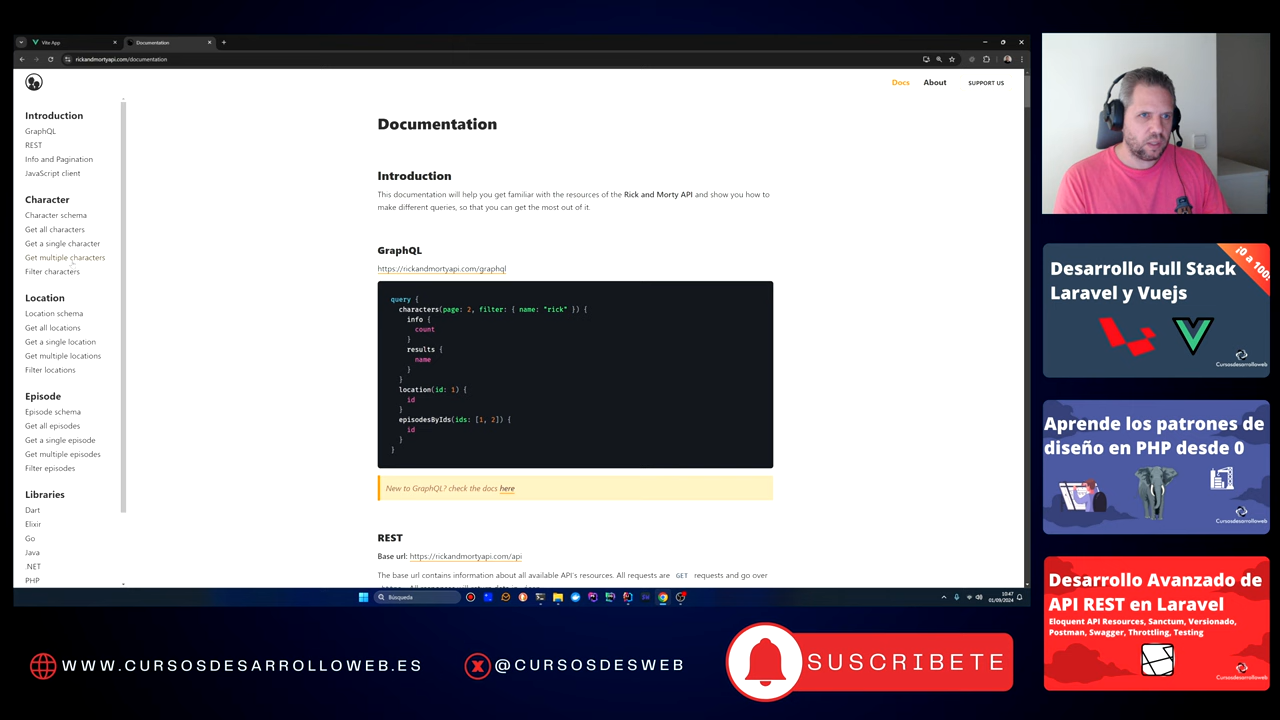 Vite App
Documentation
rickandmortyapi.com/documentation
Docs
About
SUPPORT US
Introduction
GraphQL
REST
Info and Pagination
JavaScript client
Character
Character schema
Get all characters
Get a single character
Get multiple characters
Filter characters
Location
Location schema
Get all locations
Get a single location
Get multiple locations
Filter locations
Episode
Episode schema
Get all episodes
Get a single episode
Get multiple episodes
Filter episodes
Libraries
Dart
Elixir
Go
Java
.NET
PHP
Documentation
Introduction
This documentation will help you get familiar with the resources of the Rick and Morty API and show you how to
make different queries, so that you can get the most out of it.
GraphQL
https://rickandmortyapi.com/graphql
query {
characters(page: 2, filter: { name: "rick" }) {
info {
count
}
results {
name
}
}
location(id: 1) {
id
}
episodesByIds(ids: [1, 2]) {
id
}
}
New to GraphQL? check the docs here
REST
Base url: https://rickandmortyapi.com/api
The base url contains information about all available API's resources. All requests are GET requests and go over
Búsqueda
10:47
01/09/2024
¡0 a 100!
Desarrollo Full Stack
Laravel y Vuejs
Cursosdesarrolloweb
Aprende los patrones de
diseño en PHP desde 0
Cursosdesarrolloweb
Desarrollo Avanzado de
API REST en Laravel
Eloquent API Resources, Sanctum, Versionado,
Postman, Swagger, Throttling, Testing
Cursosdesarrolloweb
WWW.CURSOSDESARROLLOWEB.ES
X
@CURSOSDESWEB
SUSCRIBETE